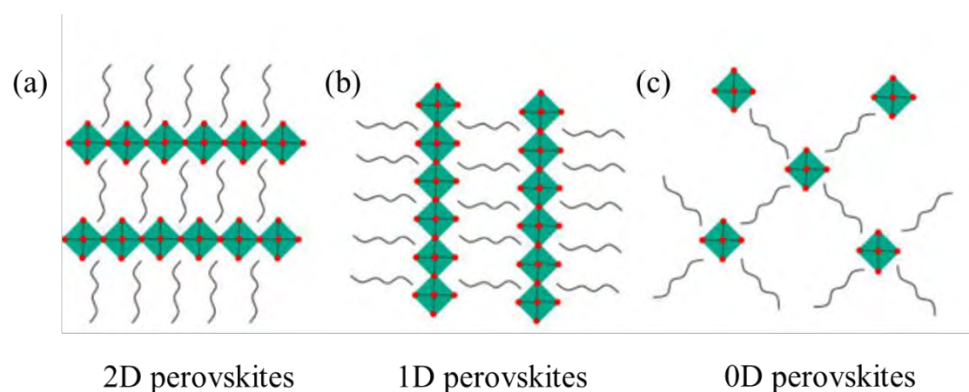 (a)
(b)
(c)
2D perovskites
1D perovskites
0D perovskites